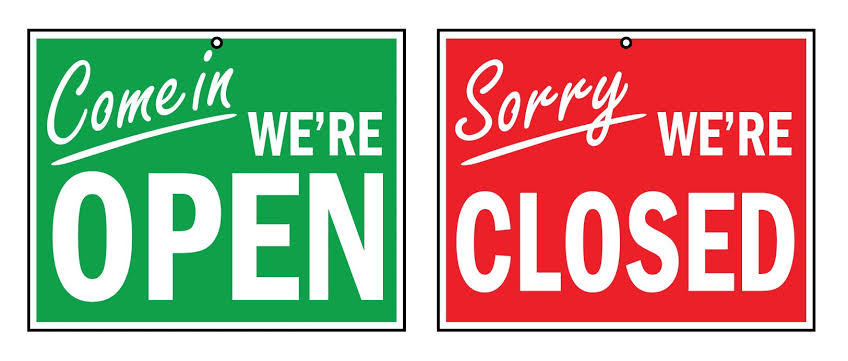 Come in
WE'RE
OPEN
Sorry
WE'RE
CLOSED